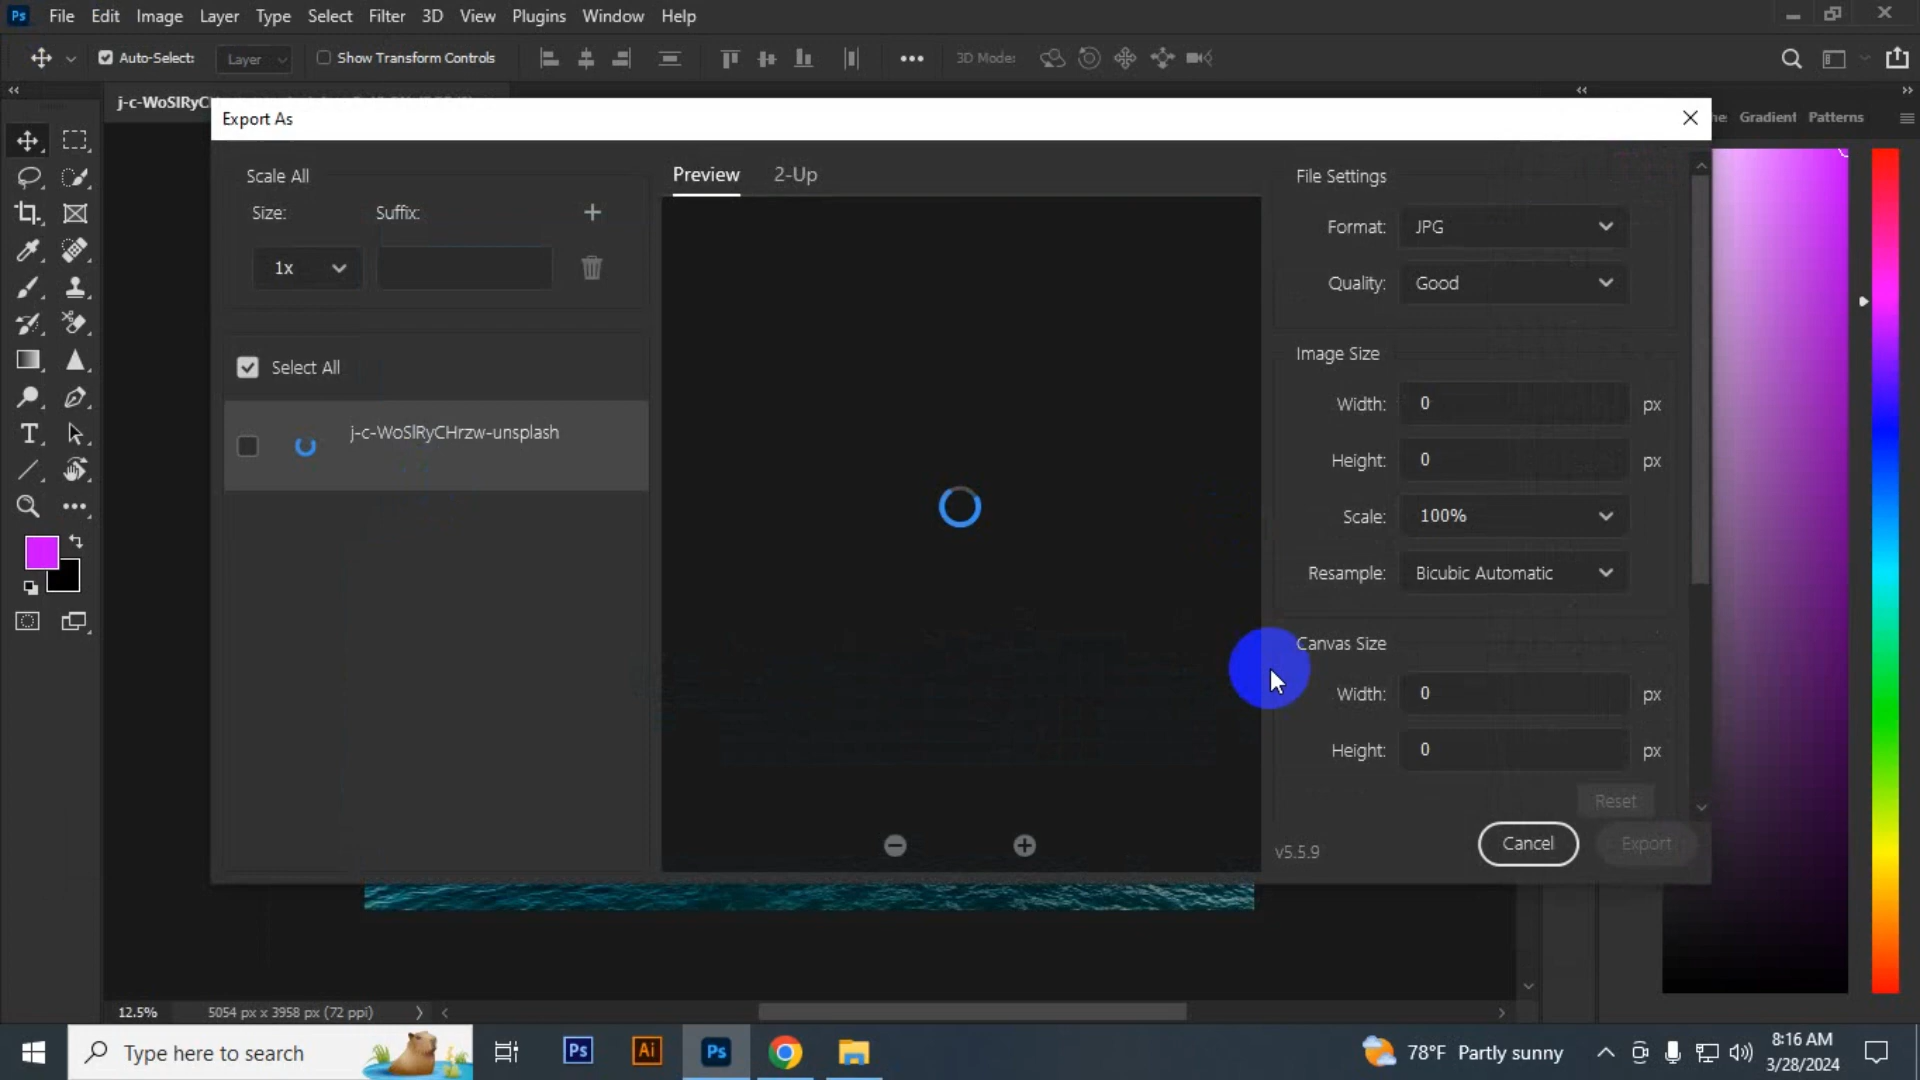 Ps File Edit Image Layer Type Select Filter 3D View Plugins Window Help
Auto-Select: Layer Show Transform Controls 3D Mode:
j-c-WoSlRyC
Gradient Patterns
Export As
Scale All
Size: Suffix:
1x
Select All
j-c-WoSlRyCHrzw-unsplash
Preview 2-Up
File Settings
Format: JPG
Quality: Good
Image Size
Width: 0 px
Height: 0 px
Scale: 100%
Resample: Bicubic Automatic
Canvas Size
Width: 0 px
Height: 0 px
Reset
v5.5.9 Cancel Export
12.5% 5054 px x 3958 px (72 ppi)
Type here to search Ps Ai Ps 78°F Partly sunny
8:16 AM
3/28/2024